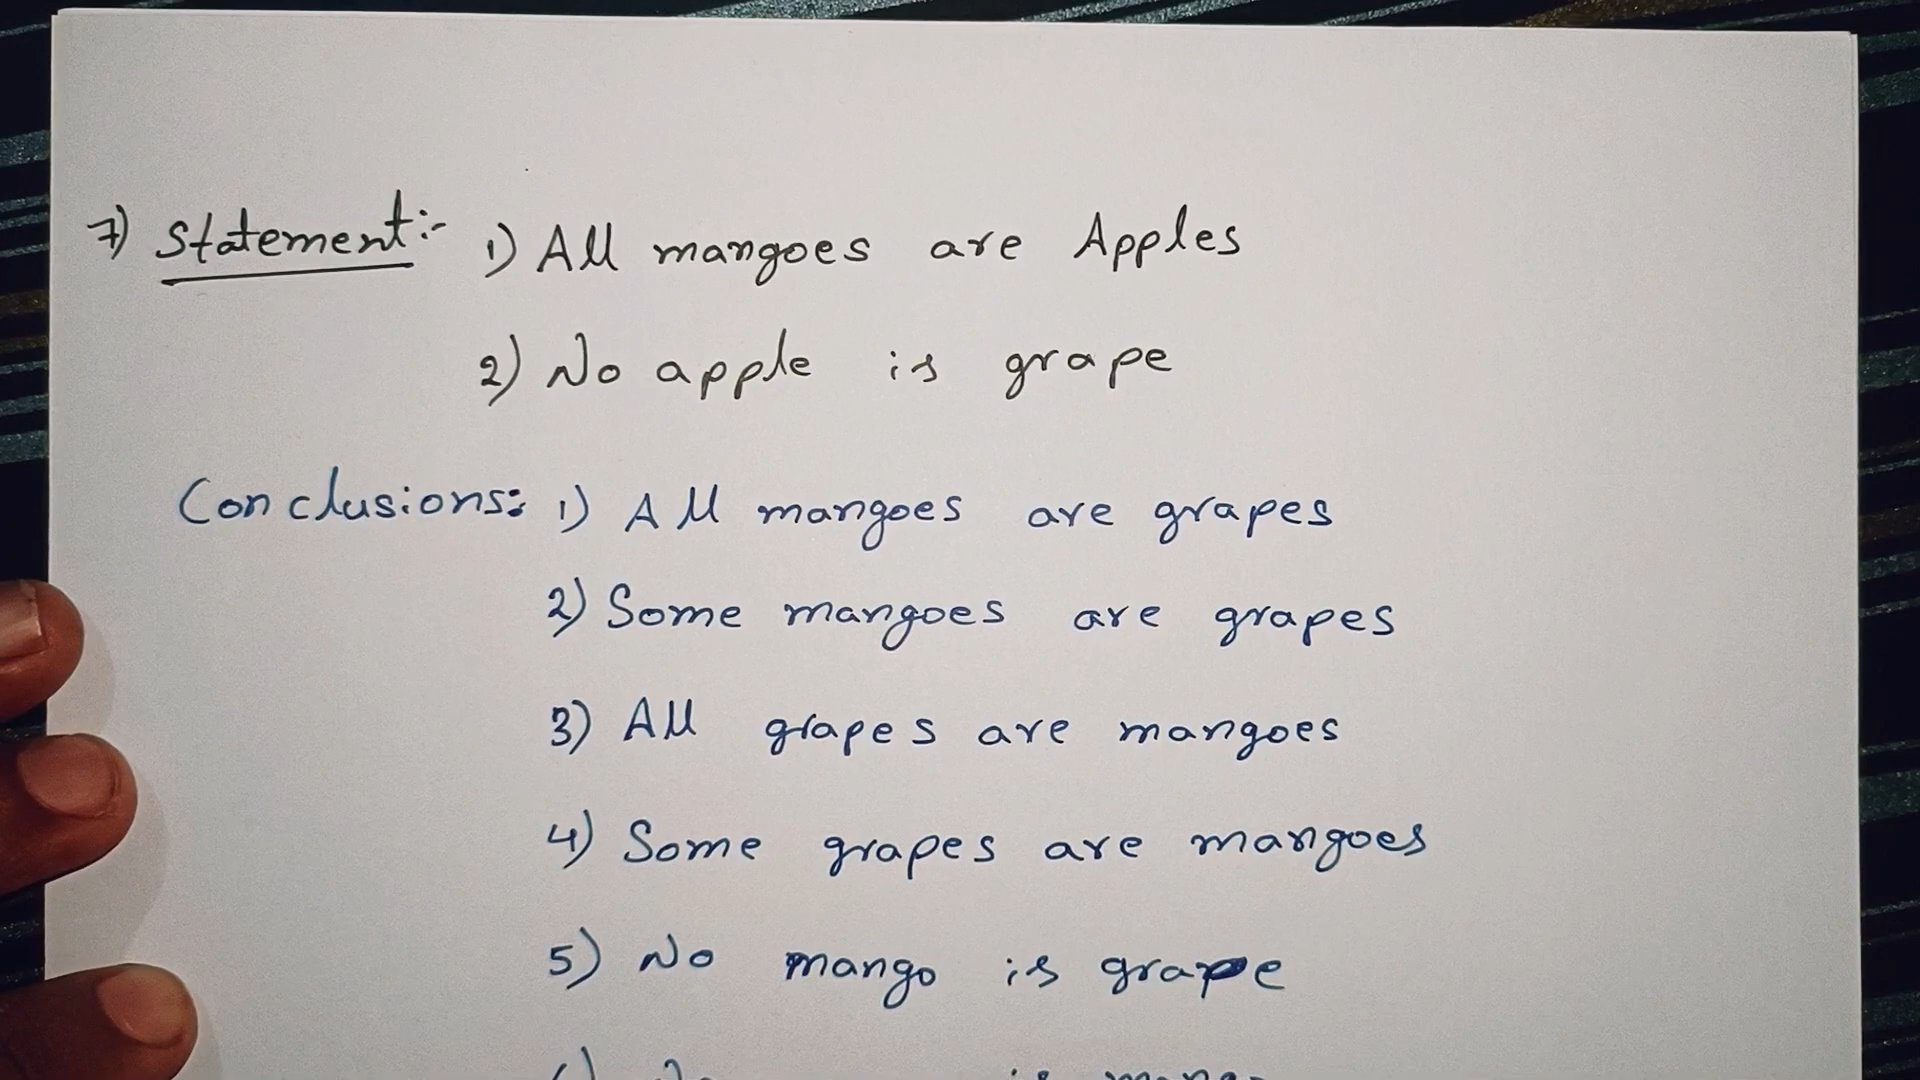 7) Statement:- 1) All mangoes are Apples
2) No apple is grape
Conclusions: 1) All mangoes are grapes
2) Some mangoes are grapes
3) All grapes are mangoes
4) Some grapes are mangoes
5) No mango is grape
is